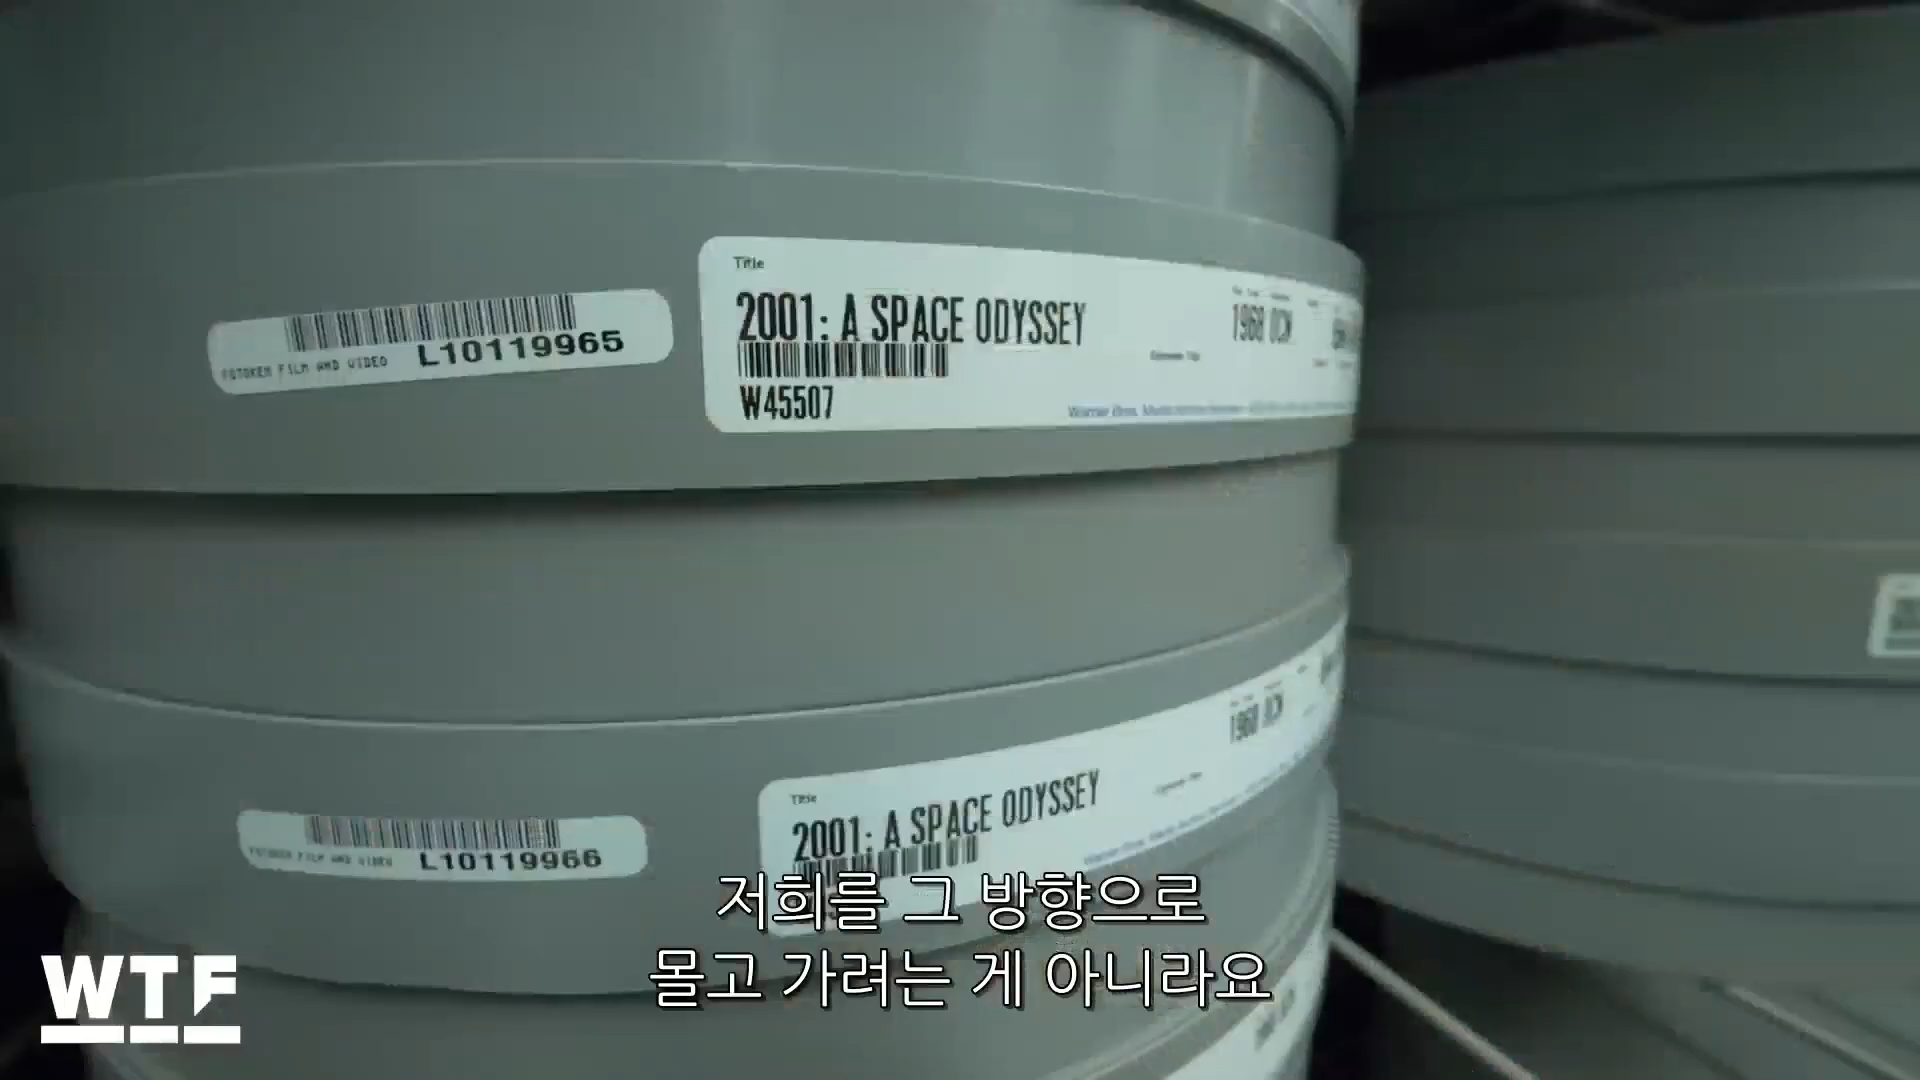 Title
2001: A SPACE ODYSSEY
1968 OCN
W45507
FOTOKEM FILM AND VIDEO L10119965
Title
2001: A SPACE ODYSSEY
1968 OCN
FOTOKEM FILM AND VIDEO L10119966
저희를 그 방향으로
몰고 가려는 게 아니라요
WTF